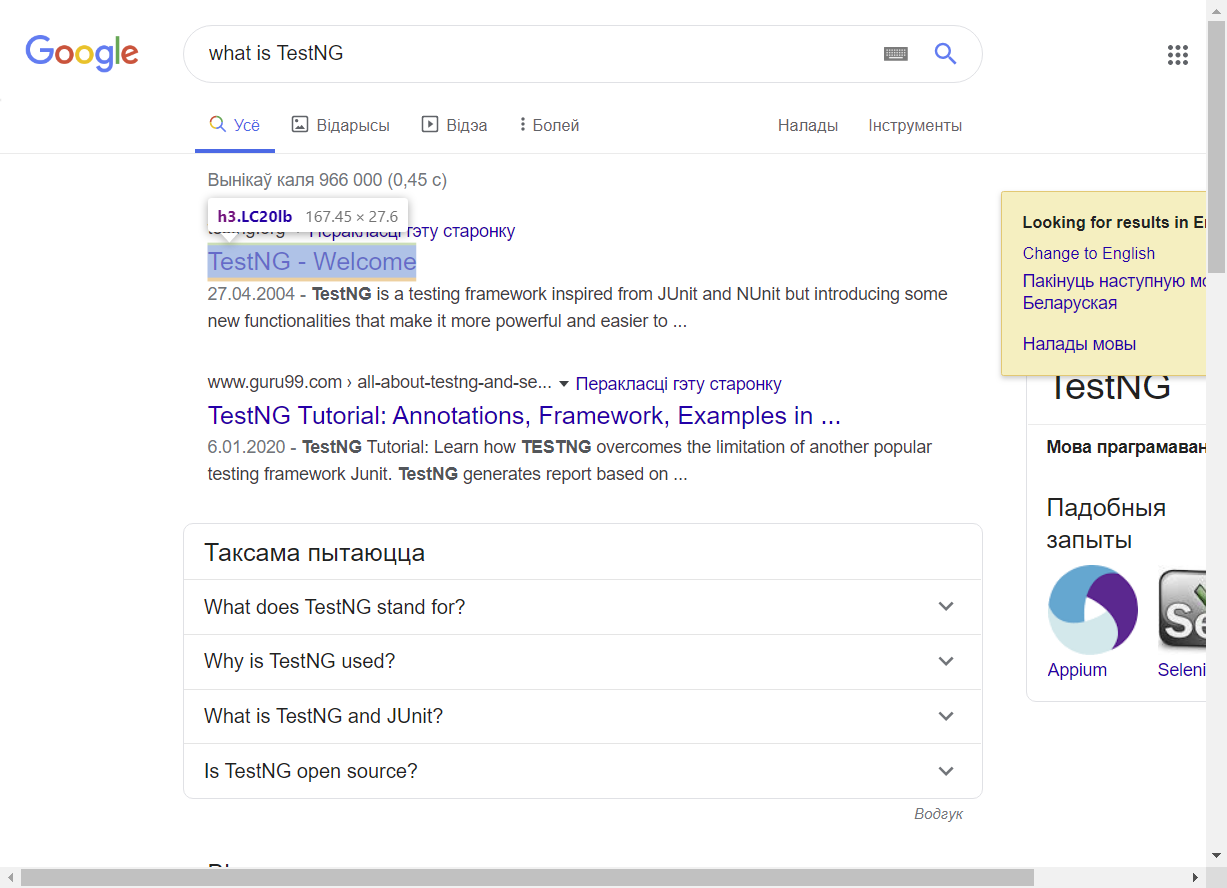 Google
what is TestNG
Усё
Відарысы
Відэа
Болей
Налады
Інструменты
Вынікаў каля 966 000 (0,45 с)
h3.LC20lb 167.45 × 27.6
Перакласці гэту старонку
TestNG - Welcome
27.04.2004 - TestNG is a testing framework inspired from JUnit and NUnit but introducing some
new functionalities that make it more powerful and easier to ...
www.guru99.com › all-about-testng-and-se... Перакласці гэту старонку
TestNG Tutorial: Annotations, Framework, Examples in ...
6.01.2020 - TestNG Tutorial: Learn how TESTNG overcomes the limitation of another popular
testing framework Junit. TestNG generates report based on ...
Таксама пытаюцца
What does TestNG stand for?
Why is TestNG used?
What is TestNG and JUnit?
Is TestNG open source?
Водгук
Looking for results in
Change to English
Пакінуць наступную
Беларуская
Налады мовы
TestNG
Мова
Падобныя
запыты
Appium